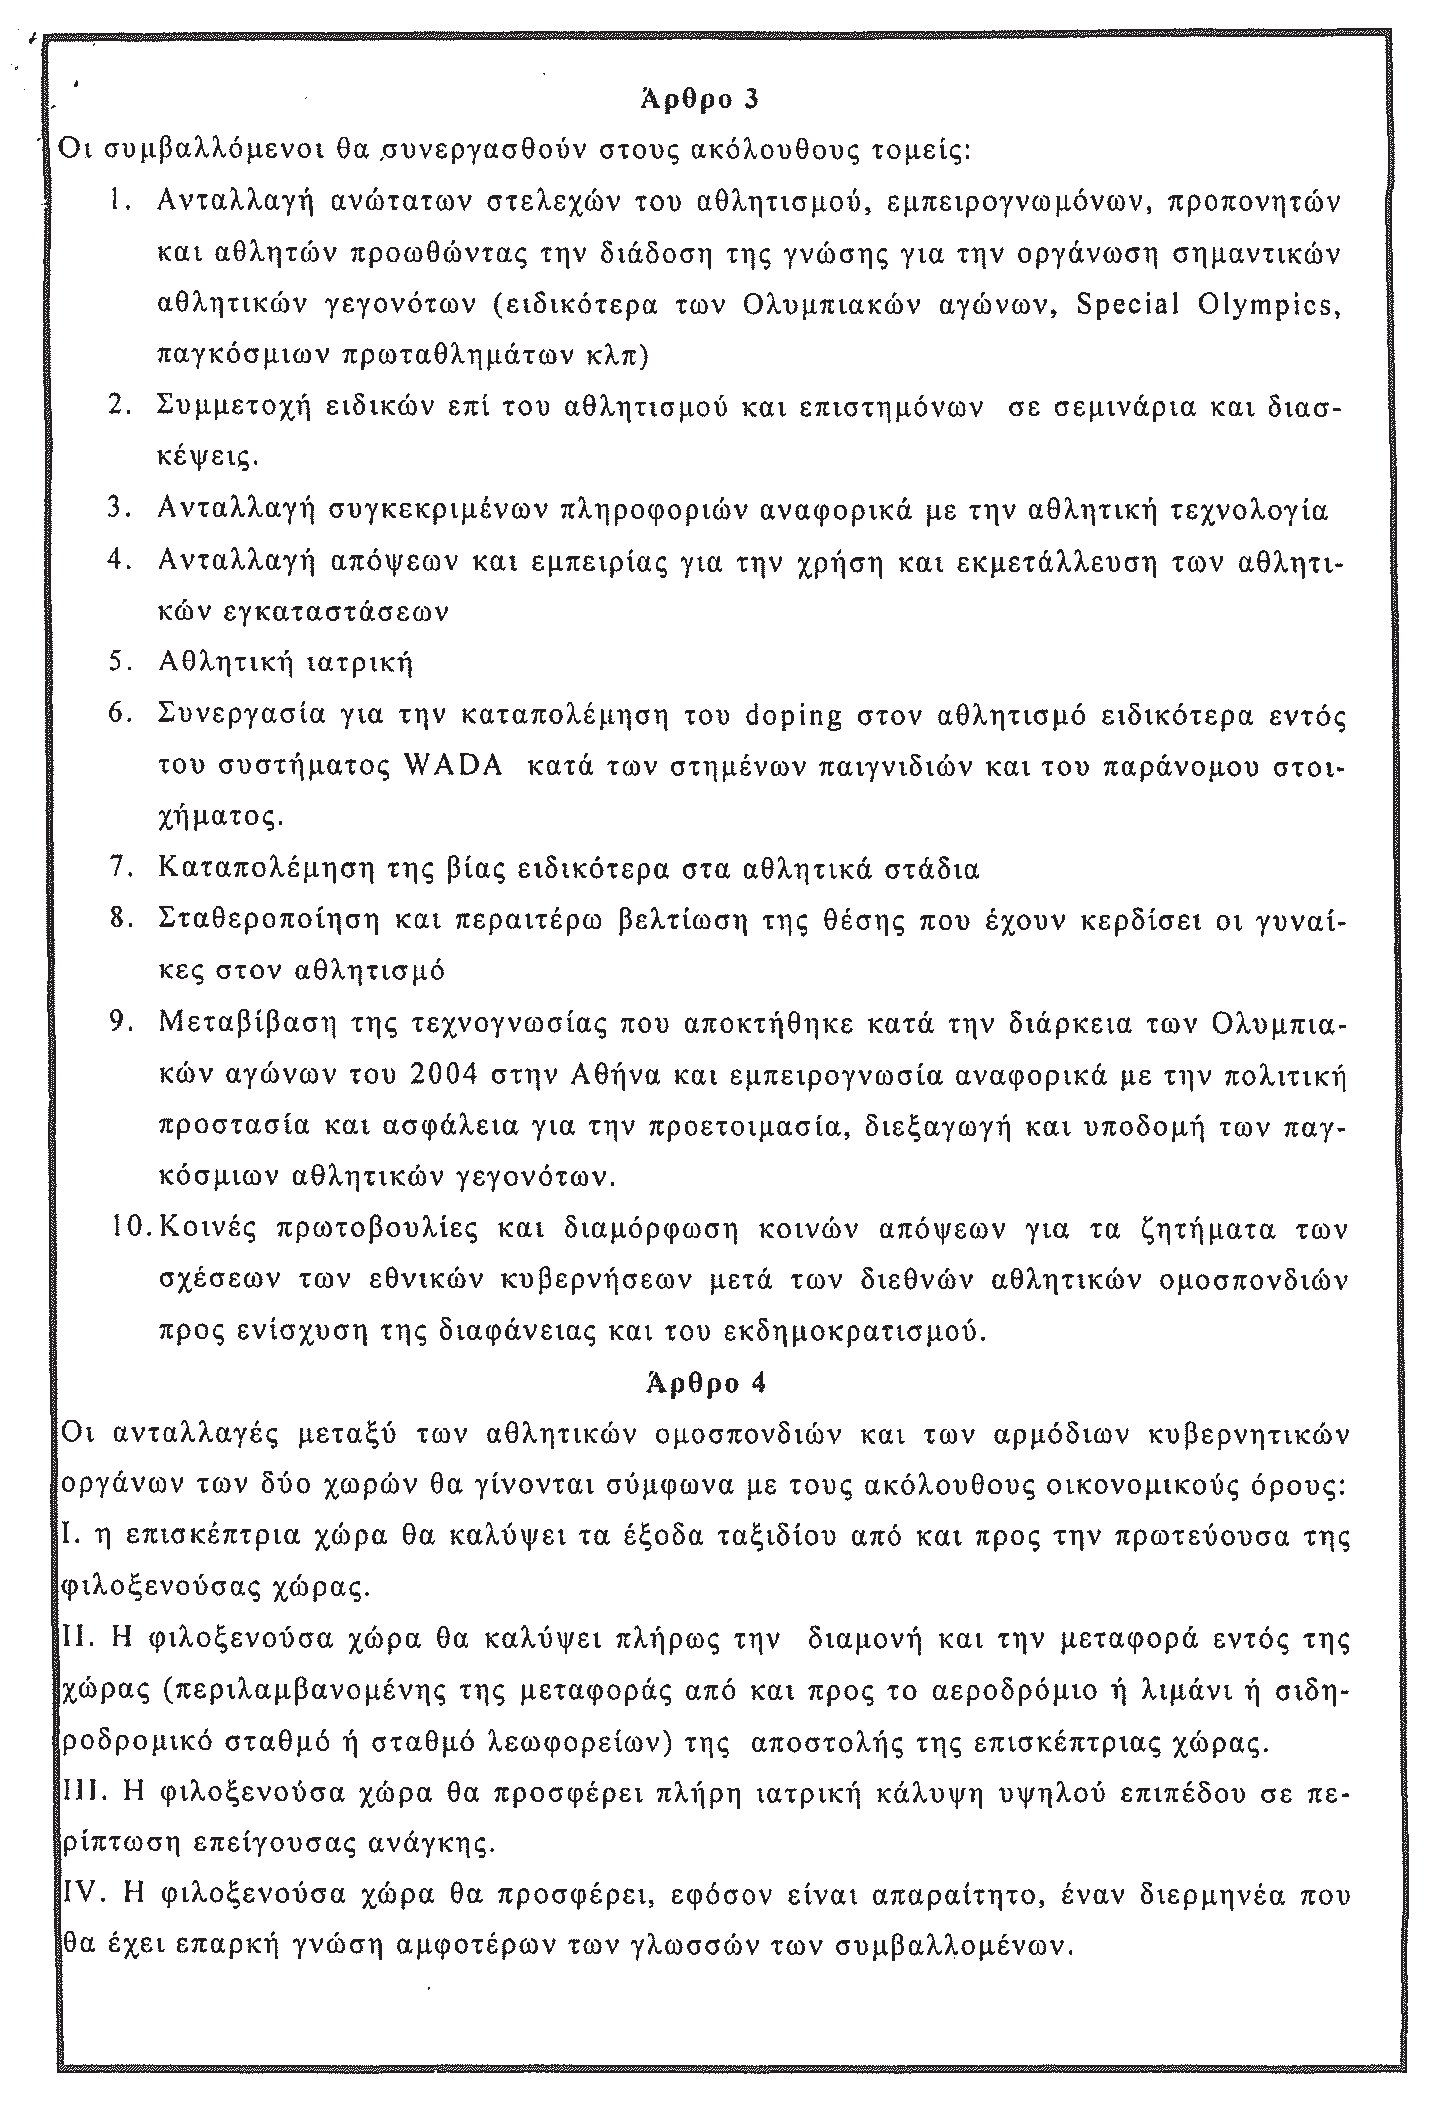 Άρθρο 3
Οι συμβαλλόμενοι θα συνεργασθούν στους ακόλουθους τομείς:
1. Ανταλλαγή ανώτατων στελεχών του αθλητισμού, εμπειρογνωμόνων, προπονητών
και αθλητών προωθώντας την διάδοση της γνώσης για την οργάνωση σημαντικών
αθλητικών γεγονότων (ειδικότερα των Ολυμπιακών αγώνων, Special Olympics,
παγκόσμιων πρωταθλημάτων κλπ)
2. Συμμετοχή ειδικών επί του αθλητισμού και επιστημόνων σε σεμινάρια και διασ-
κέψεις.
3. Ανταλλαγή συγκεκριμένων πληροφοριών αναφορικά με την αθλητική τεχνολογία
4. Ανταλλαγή απόψεων και εμπειρίας για την χρήση και εκμετάλλευση των αθλητι-
κών εγκαταστάσεων
5. Αθλητική ιατρική
6. Συνεργασία για την καταπολέμηση του doping στον αθλητισμό ειδικότερα εντός
του συστήματος WADA κατά των στημένων παιγνιδιών και του παράνομου στοι-
χήματος.
7. Καταπολέμηση της βίας ειδικότερα στα αθλητικά στάδια
8. Σταθεροποίηση και περαιτέρω βελτίωση της θέσης που έχουν κερδίσει οι γυναί-
κες στον αθλητισμό
9. Μεταβίβαση της τεχνογνωσίας που αποκτήθηκε κατά την διάρκεια των Ολυμπια-
κών αγώνων του 2004 στην Αθήνα και εμπειρογνωσία αναφορικά με την πολιτική
προστασία και ασφάλεια για την προετοιμασία, διεξαγωγή και υποδομή των παγ-
κόσμιων αθλητικών γεγονότων.
10. Κοινές πρωτοβουλίες και διαμόρφωση κοινών απόψεων για τα ζητήματα των
σχέσεων των εθνικών κυβερνήσεων μετά των διεθνών αθλητικών ομοσπονδιών
προς ενίσχυση της διαφάνειας και του εκδημοκρατισμού.
Άρθρο 4
Οι ανταλλαγές μεταξύ των αθλητικών ομοσπονδιών και των αρμόδιων κυβερνητικών
οργάνων των δύο χωρών θα γίνονται σύμφωνα με τους ακόλουθους οικονομικούς όρους:
I. η επισκέπτρια χώρα θα καλύψει τα έξοδα ταξιδίου από και προς την πρωτεύουσα της
φιλοξενούσας χώρας.
II. Η φιλοξενούσα χώρα θα καλύψει πλήρως την διαμονή και την μεταφορά εντός της
χώρας (περιλαμβανομένης της μεταφοράς από και προς το αεροδρόμιο ή λιμάνι ή σιδη-
ροδρομικό σταθμό ή σταθμό λεωφορείων) της αποστολής της επισκέπτριας χώρας.
III. Η φιλοξενούσα χώρα θα προσφέρει πλήρη ιατρική κάλυψη υψηλού επιπέδου σε πε-
ρίπτωση επείγουσας ανάγκης.
IV. Η φιλοξενούσα χώρα θα προσφέρει, εφόσον είναι απαραίτητο, έναν διερμηνέα που
θα έχει επαρκή γνώση αμφοτέρων των γλωσσών των συμβαλλομένων.